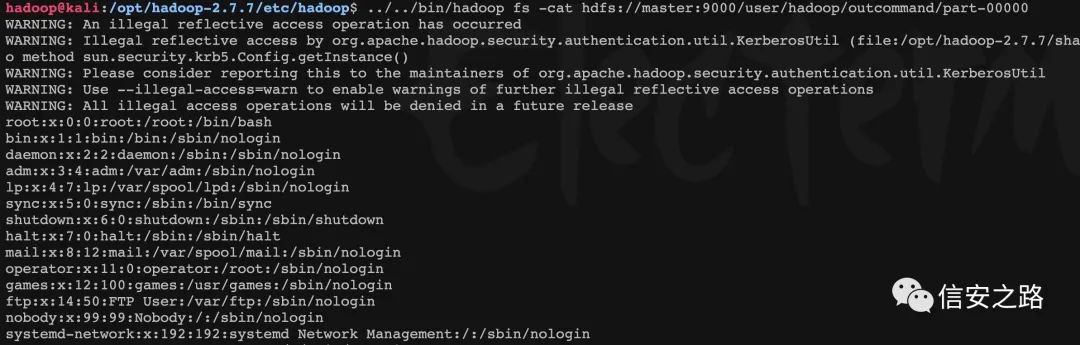 hadoop@kali:/opt/hadoop-2.7.7/etc/hadoop$ ../../bin/hadoop fs -cat hdfs://master:9000/user/hadoop/outcommand/part-00000
WARNING: An illegal reflective access operation has occurred
WARNING: Illegal reflective access by org.apache.hadoop.security.authentication.util.KerberosUtil (file:/opt/hadoop-2.7.7/sha
o method sun.security.krb5.Config.getInstance()
WARNING: Please consider reporting this to the maintainers of org.apache.hadoop.security.authentication.util.KerberosUtil
WARNING: Use --illegal-access=warn to enable warnings of further illegal reflective access operations
WARNING: All illegal access operations will be denied in a future release
root:x:0:0:root:/root:/bin/bash
bin:x:1:1:bin:/bin:/sbin/nologin
daemon:x:2:2:daemon:/sbin:/sbin/nologin
adm:x:3:4:adm:/var/adm:/sbin/nologin
lp:x:4:7:lp:/var/spool/lpd:/sbin/nologin
sync:x:5:0:sync:/sbin:/bin/sync
shutdown:x:6:0:shutdown:/sbin:/sbin/shutdown
halt:x:7:0:halt:/sbin:/sbin/halt
mail:x:8:12:mail:/var/spool/mail:/sbin/nologin
operator:x:11:0:operator:/root:/sbin/nologin
games:x:12:100:games:/usr/games:/sbin/nologin
ftp:x:14:50:FTP User:/var/ftp:/sbin/nologin
nobody:x:99:99:Nobody:/:/sbin/nologin
systemd-network:x:192:192:systemd Network Management:/:/sbin/nologin
信安之路